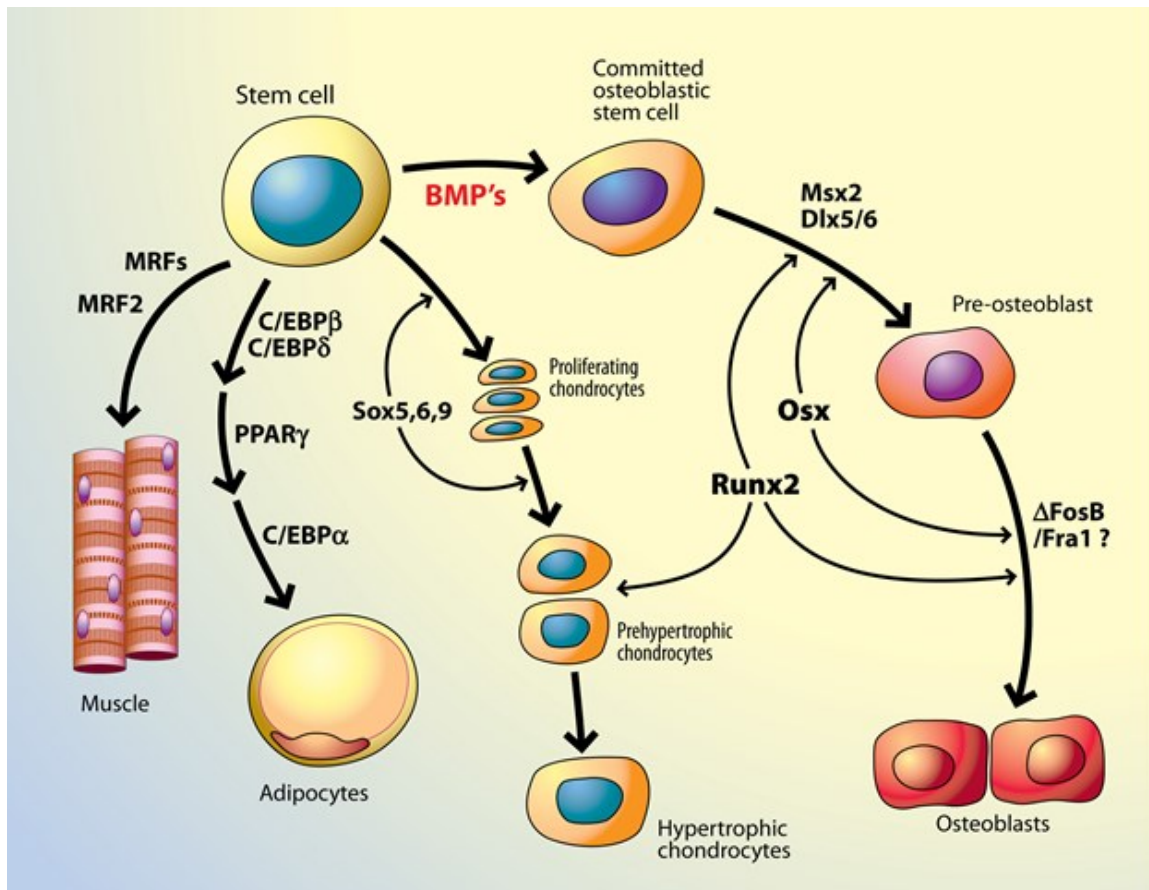 Stem cell
Committed
osteoblastic
stem cell
BMP's
Msx2
Dlx5/6
MRFs
MRF2
C/EBPβ
C/EBPδ
Pre-osteoblast
Proliferating
chondrocytes
Sox5,6,9
Osx
PPARγ
Runx2
ΔFosB
/Fra1 ?
C/EBPα
Prehypertrophic
chondrocytes
Muscle
Adipocytes
Osteoblasts
Hypertrophic
chondrocytes